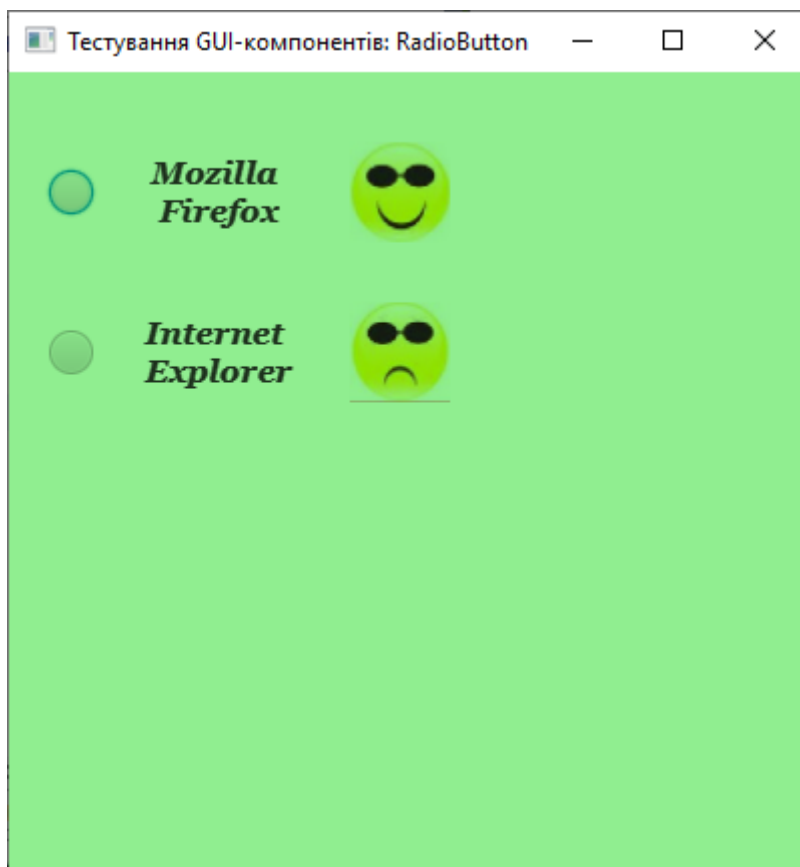 Тестування GUI-компонентів: RadioButton
Mozilla
Firefox
Internet
Explorer